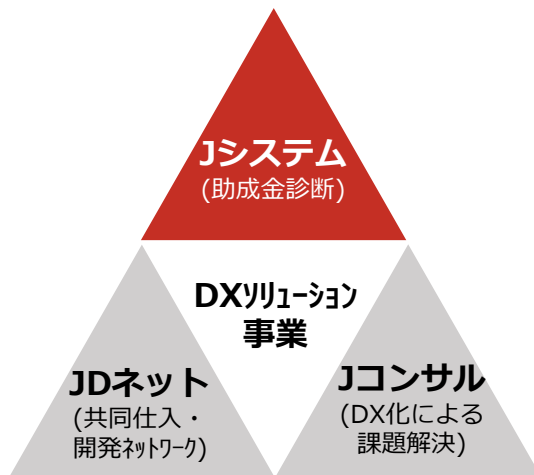 Jシステム
(助成金診断)
DXｿﾘｭｰｼｮﾝ
事業
JDネット
(共同仕入・
開発ﾈｯﾄﾜｰｸ)
Jコンサル
(DX化による
課題解決)